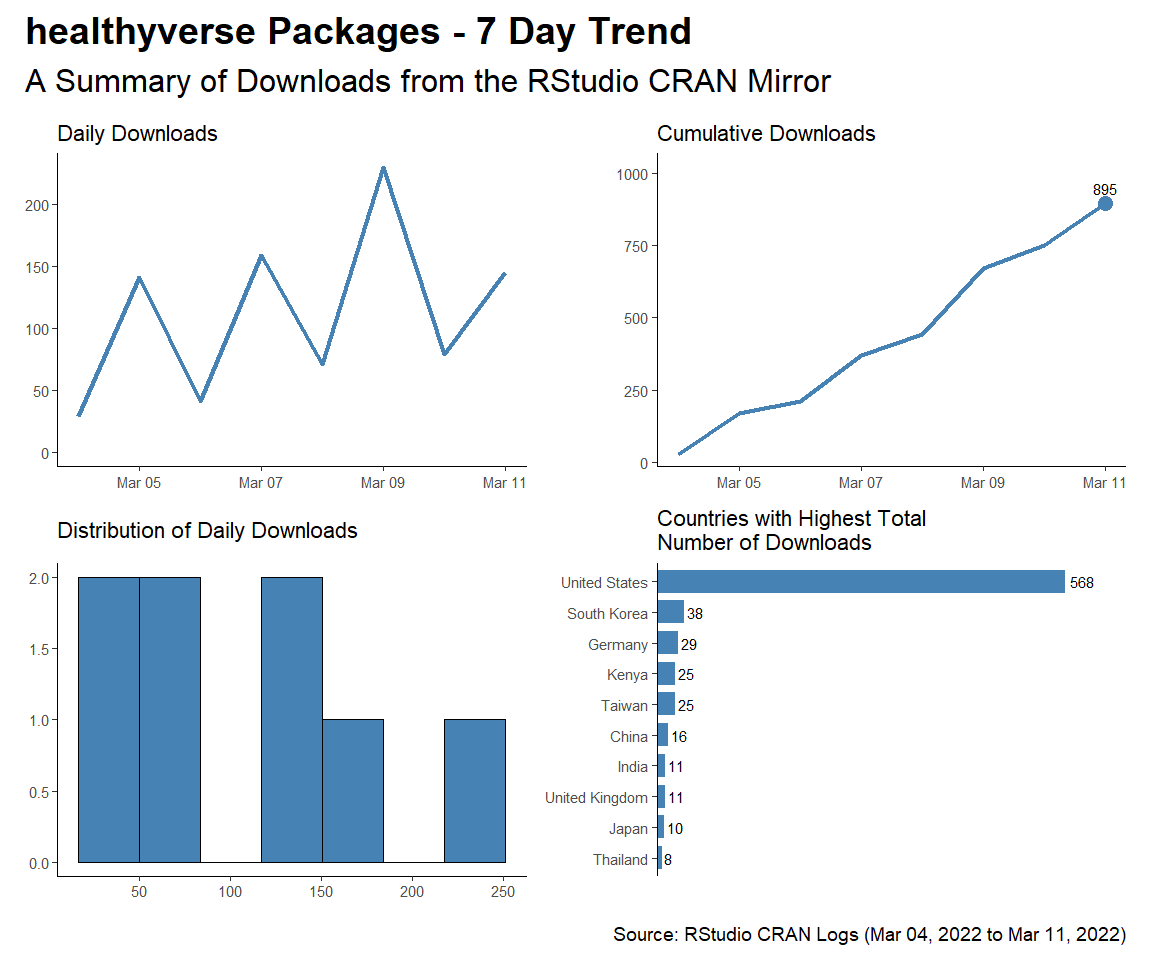 healthyverse Packages - 7 Day Trend
A Summary of Downloads from the RStudio CRAN Mirror
Daily Downloads
200
150
100
50
0
Mar 05 Mar 07 Mar 09 Mar 11
Cumulative Downloads
1000
750
500
250
0
895
Mar 05 Mar 07 Mar 09 Mar 11
Distribution of Daily Downloads
2.0
1.5
1.0
0.5
0.0
50 100 150 200 250
Countries with Highest Total
Number of Downloads
United States 568
South Korea 38
Germany 29
Kenya 25
Taiwan 25
China 16
India 11
United Kingdom 11
Japan 10
Thailand 8
Source: RStudio CRAN Logs (Mar 04, 2022 to Mar 11, 2022)